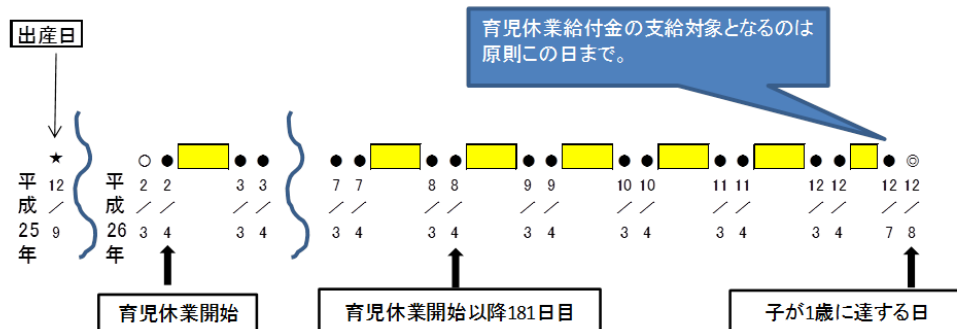 出産日
育児休業給付金の支給対象となるのは
原則この日まで。
★ ○ ● ● ● ● ● ● ● ● ● ● ● ● ● ● ● ● ◎
平成25年 12/9 平成26年 2/3 2/4 3/3 3/4 7/3 7/4 8/3 8/4 9/3 9/4 10/3 10/4 11/3 11/4 12/3 12/4 12/7 12/8
育児休業開始 育児休業開始以降181日目 子が1歳に達する日